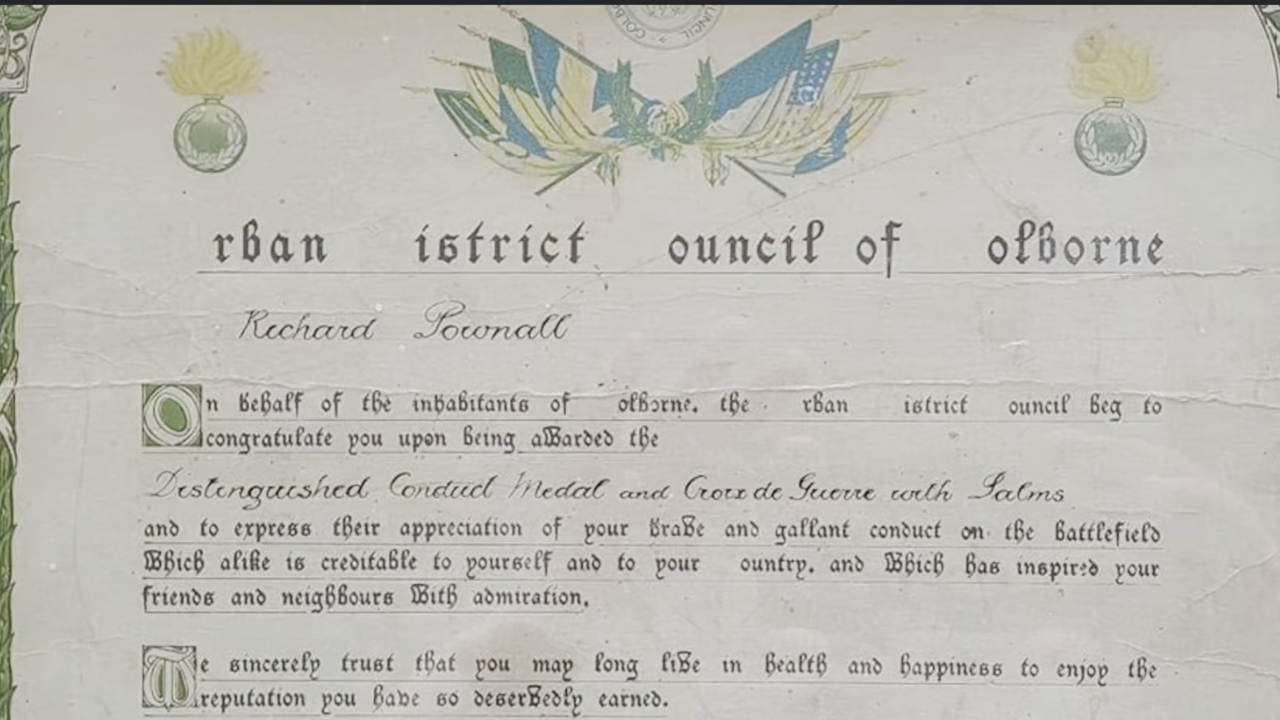 COLB UNCIL
rban istrict ouncil of olborne
Richard Pownall
On behalf of the inhabitants of olborne, the rban istrict ouncil beg to
congratulate you upon being awarded the
Distinguished Conduct Medal and Croix de Guerre with Palms
and to express their appreciation of your brave and gallant conduct on the battlefield
which alike is creditable to yourself and to your ountry, and which has inspired your
friends and neighbours with admiration.
We sincerely trust that you may long live in health and happiness to enjoy the
reputation you have so deservedly earned.